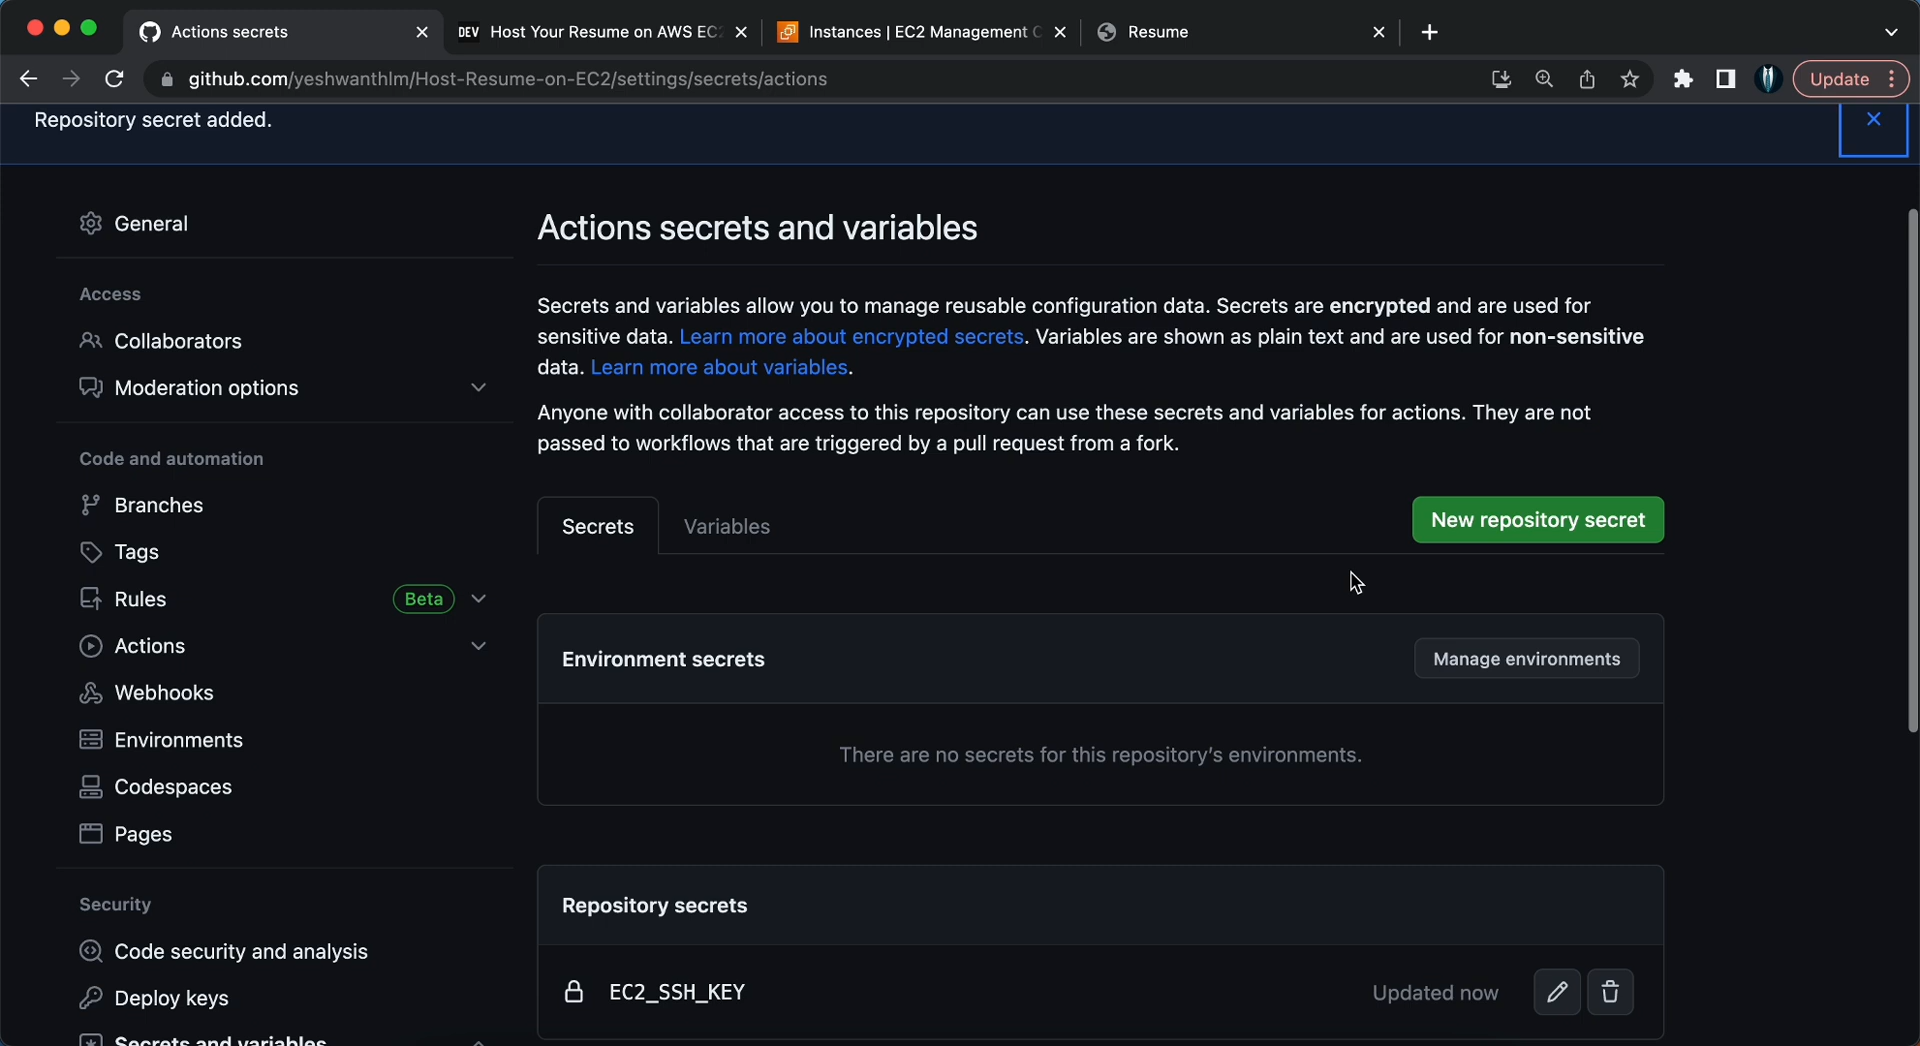 Actions secrets
DEV Host Your Resume on AWS EC2
Instances | EC2 Management C
Resume
github.com/yeshwanthlm/Host-Resume-on-EC2/settings/secrets/actions
Update
Repository secret added.
General
Access
Collaborators
Moderation options
Code and automation
Branches
Tags
Rules
Beta
Actions
Webhooks
Environments
Codespaces
Pages
Security
Code security and analysis
Deploy keys
Secrets and variables
Actions secrets and variables
Secrets and variables allow you to manage reusable configuration data. Secrets are encrypted and are used for
sensitive data. Learn more about encrypted secrets. Variables are shown as plain text and are used for non-sensitive
data. Learn more about variables.
Anyone with collaborator access to this repository can use these secrets and variables for actions. They are not
passed to workflows that are triggered by a pull request from a fork.
Secrets
Variables
New repository secret
Environment secrets
Manage environments
There are no secrets for this repository's environments.
Repository secrets
EC2_SSH_KEY
Updated now